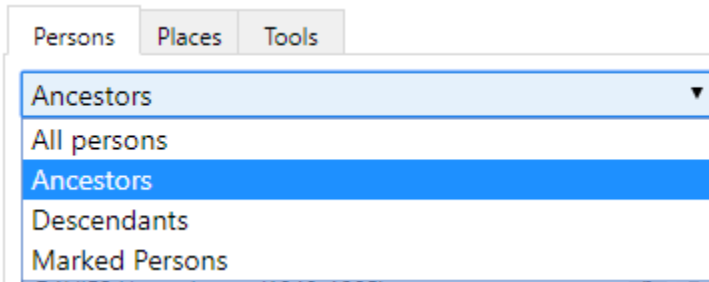 Persons Places Tools
Ancestors
All persons
Ancestors
Descendants
Marked Persons